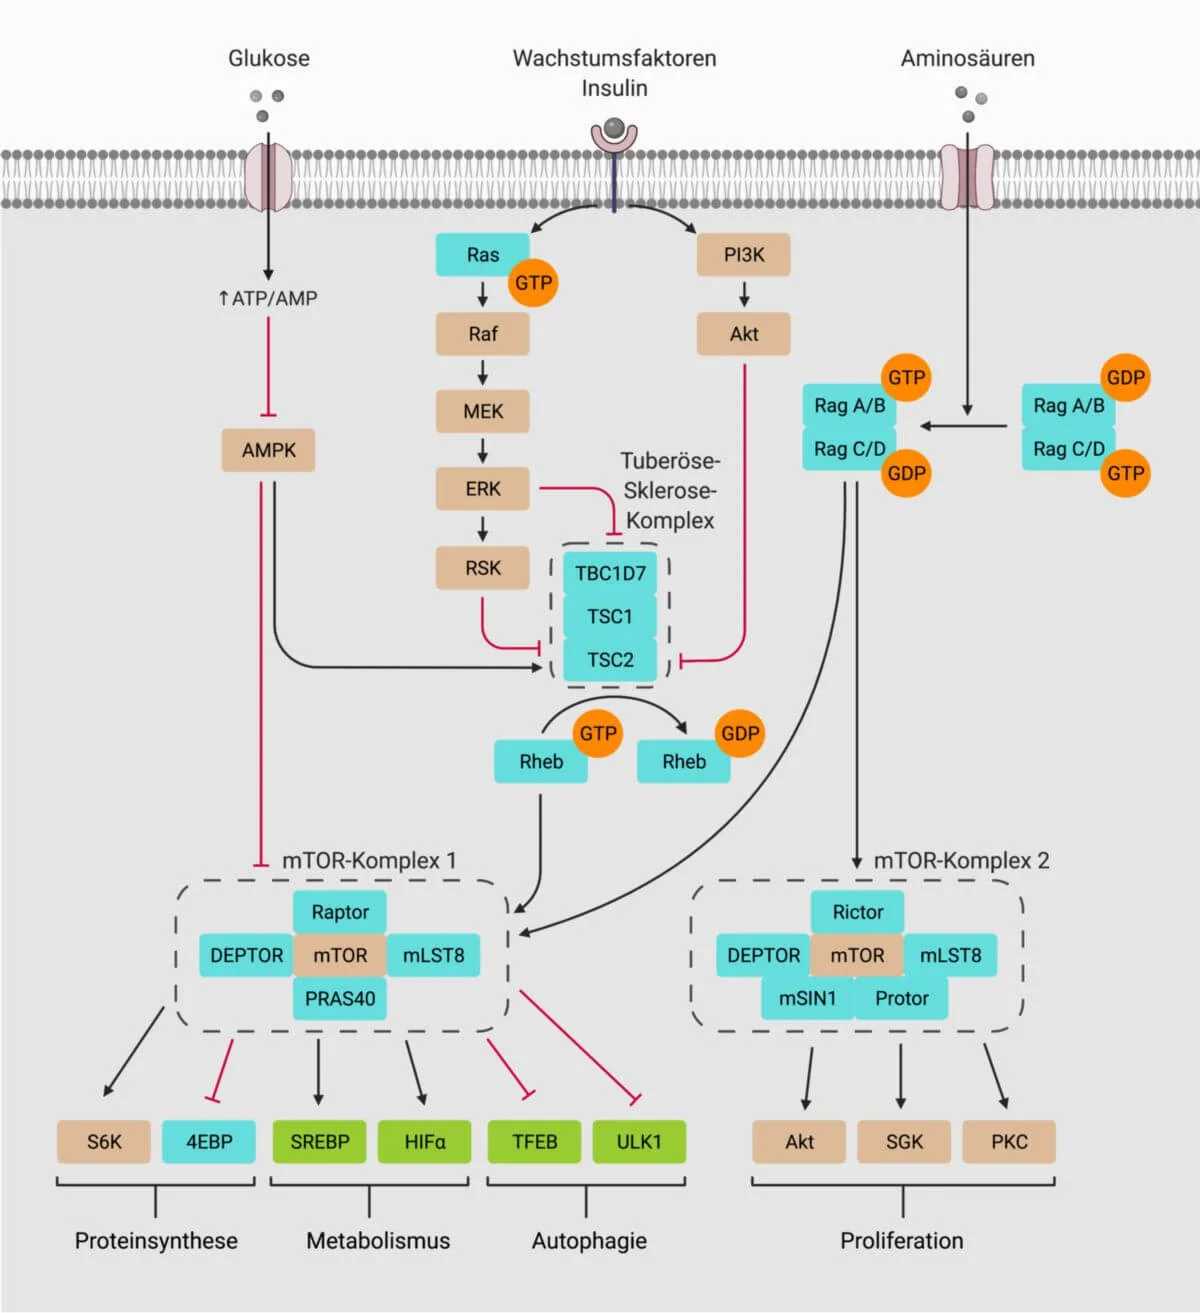 Glukose
Wachstumsfaktoren
Insulin
Aminosäuren
Ras
GTP
PI3K
↑ATP/AMP
Raf
Akt
GTP
Rag A/B
Rag C/D
GDP
GDP
Rag A/B
Rag C/D
GTP
MEK
AMPK
ERK
Tuberöse-
Sklerose-
Komplex
RSK
TBC1D7
TSC1
TSC2
GTP
Rheb
GDP
Rheb
mTOR-Komplex 1
Raptor
DEPTOR
mTOR
mLST8
PRAS40
mTOR-Komplex 2
Rictor
DEPTOR
mTOR
mLST8
mSIN1
Protor
S6K
4EBP
SREBP
HIFα
TFEB
ULK1
Akt
SGK
PKC
Proteinsynthese
Metabolismus
Autophagie
Proliferation